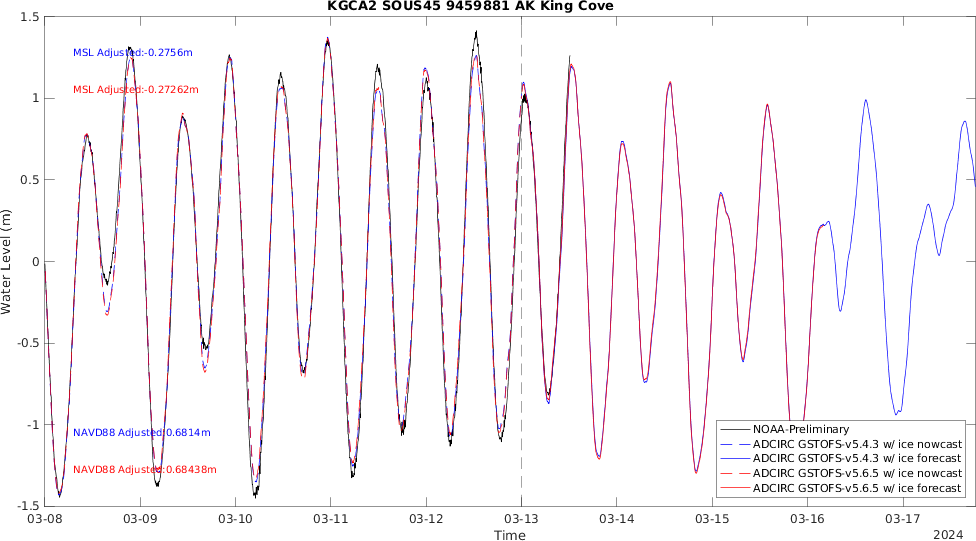 KGCA2 SOUS45 9459881 AK King Cove
1.5
1
0.5
0
-0.5
-1
-1.5
Water Level (m)
MSL Adjusted:-0.2756m
MSL Adjusted:-0.27262m
NAVD88 Adjusted:0.6814m
NAVD88 Adjusted:0.68438m
NOAA-Preliminary
ADCIRC GSTOFS-v5.4.3 w/ ice nowcast
ADCIRC GSTOFS-v5.4.3 w/ ice forecast
ADCIRC GSTOFS-v5.6.5 w/ ice nowcast
ADCIRC GSTOFS-v5.6.5 w/ ice forecast
03-08 03-09 03-10 03-11 03-12 03-13 03-14 03-15 03-16 03-17
Time
2024